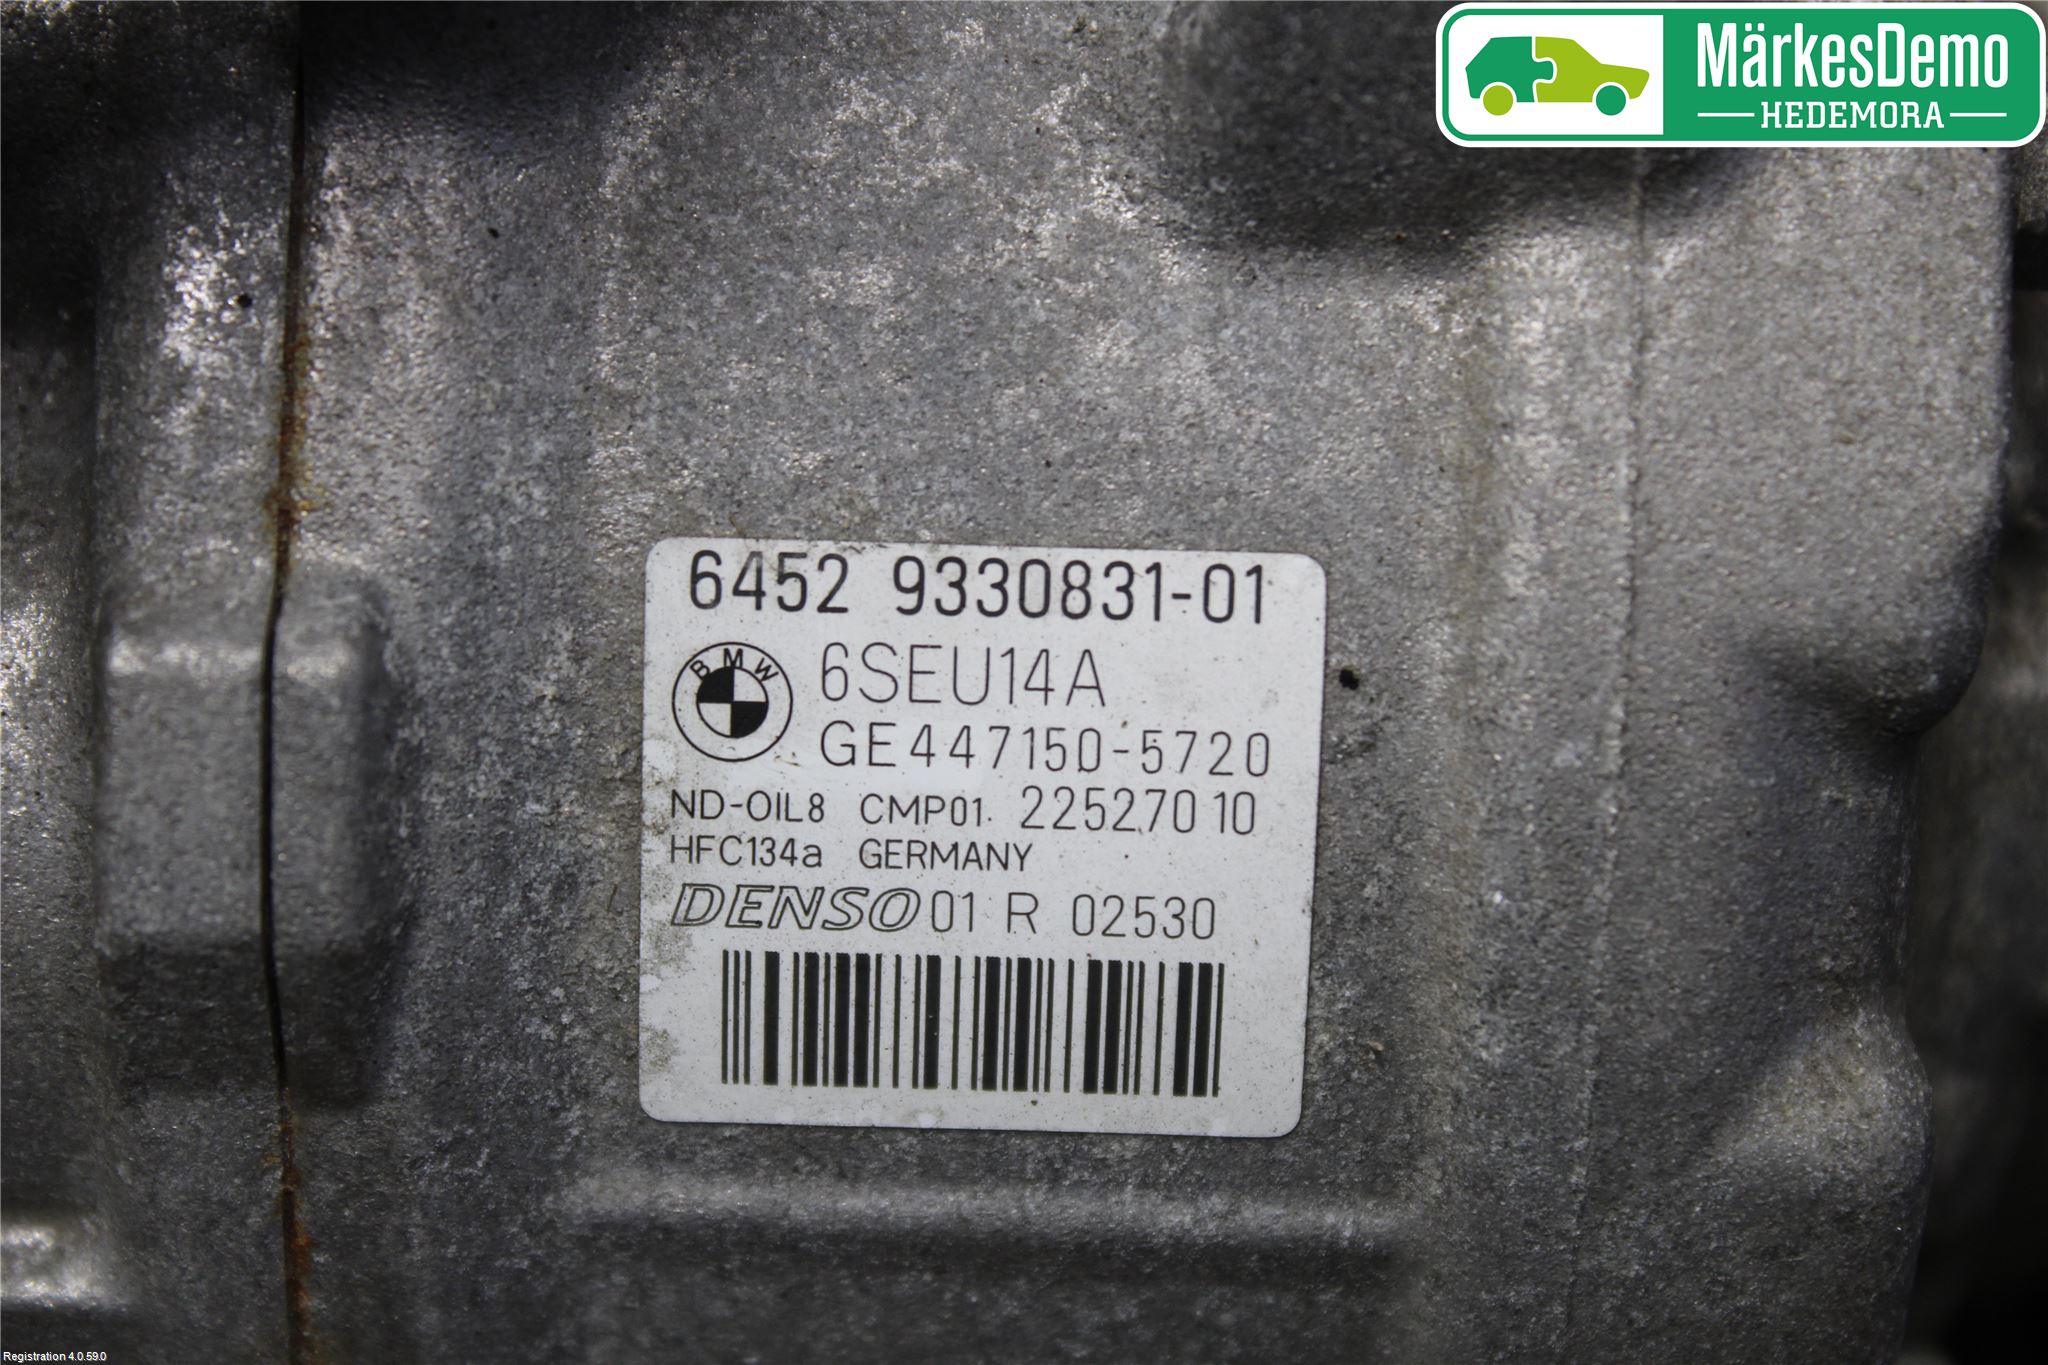 MärkesDemo
HEDEMORA
6452 9330831-01
BMW
6SEU14A
GE447150-5720
ND-OIL8 CMP01 22527010
HFC134a GERMANY
DENSO 01 R 02530
Registration 4.0.59.0